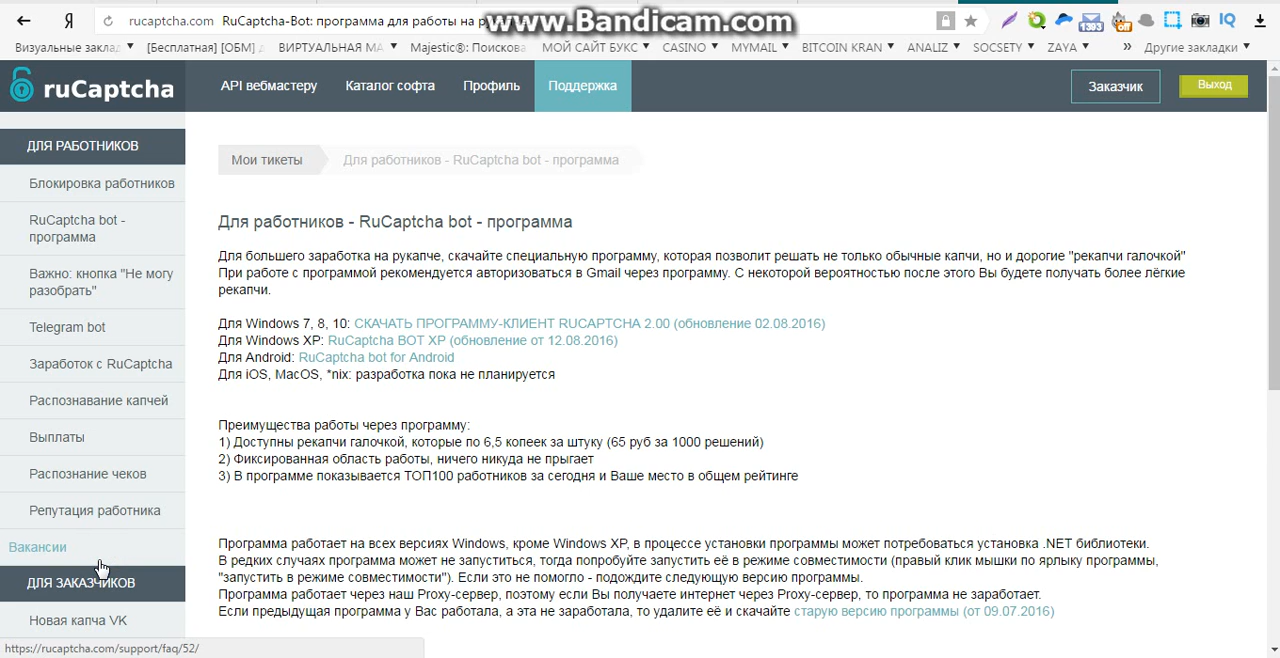 rucaptcha.com RuCaptcha-Bot: программа для работы на
www.Bandicam.com
1393
off
IQ
Визуальные заклад
[Бесплатная] [ОБМ]
ВИРТУАЛЬНАЯ МА
Majestic®: Поискова
МОЙ САЙТ БУКС
CASINO
MYMAIL
BITCOIN KRAN
ANALIZ
SOCSETY
ZAYA
»
Другие закладки
ruCaptcha
API вебмастеру
Каталог софта
Профиль
Поддержка
Заказчик
Выход
ДЛЯ РАБОТНИКОВ
Блокировка работников
RuCaptcha bot -
программа
Важно: кнопка "Не могу
разобрать"
Telegram bot
Заработок с RuCaptcha
Распознавание капчей
Выплаты
Распознание чеков
Репутация работника
Вакансии
ДЛЯ ЗАКАЗЧИКОВ
Новая капча VK
https://rucaptcha.com/support/faq/52/
Мои тикеты
Для работников - RuCaptcha bot - программа
Для работников - RuCaptcha bot - программа
Для большего заработка на рукапче, скачайте специальную программу, которая позволит решать не только обычные капчи, но и дорогие "рекапчи галочкой"
При работе с программой рекомендуется авторизоваться в Gmail через программу. С некоторой вероятностью после этого Вы будете получать более лёгкие
рекапчи.
Для Windows 7, 8, 10: СКАЧАТЬ ПРОГРАММУ-КЛИЕНТ RUCAPTCHA 2.00 (обновление 02.08.2016)
Для Windows XP: RuCaptcha BOT XP (обновление от 12.08.2016)
Для Android: RuCaptcha bot for Android
Для iOS, MacOS, *nix: разработка пока не планируется
Преимущества работы через программу:
1) Доступны рекапчи галочкой, которые по 6,5 копеек за штуку (65 руб за 1000 решений)
2) Фиксированная область работы, ничего никуда не прыгает
3) В программе показывается ТОП100 работников за сегодня и Ваше место в общем рейтинге
Программа работает на всех версиях Windows, кроме Windows XP, в процессе установки программы может потребоваться установка .NET библиотеки.
В редких случаях программа может не запуститься, тогда попробуйте запустить её в режиме совместимости (правый клик мышки по ярлыку программы,
"запустить в режиме совместимости"). Если это не помогло - подождите следующую версию программы.
Программа работает через наш Proxy-сервер, поэтому если Вы получаете интернет через Proxy-сервер, то программа не заработает.
Если предыдущая программа у Вас работала, а эта не заработала, то удалите её и скачайте старую версию программы (от 09.07.2016)